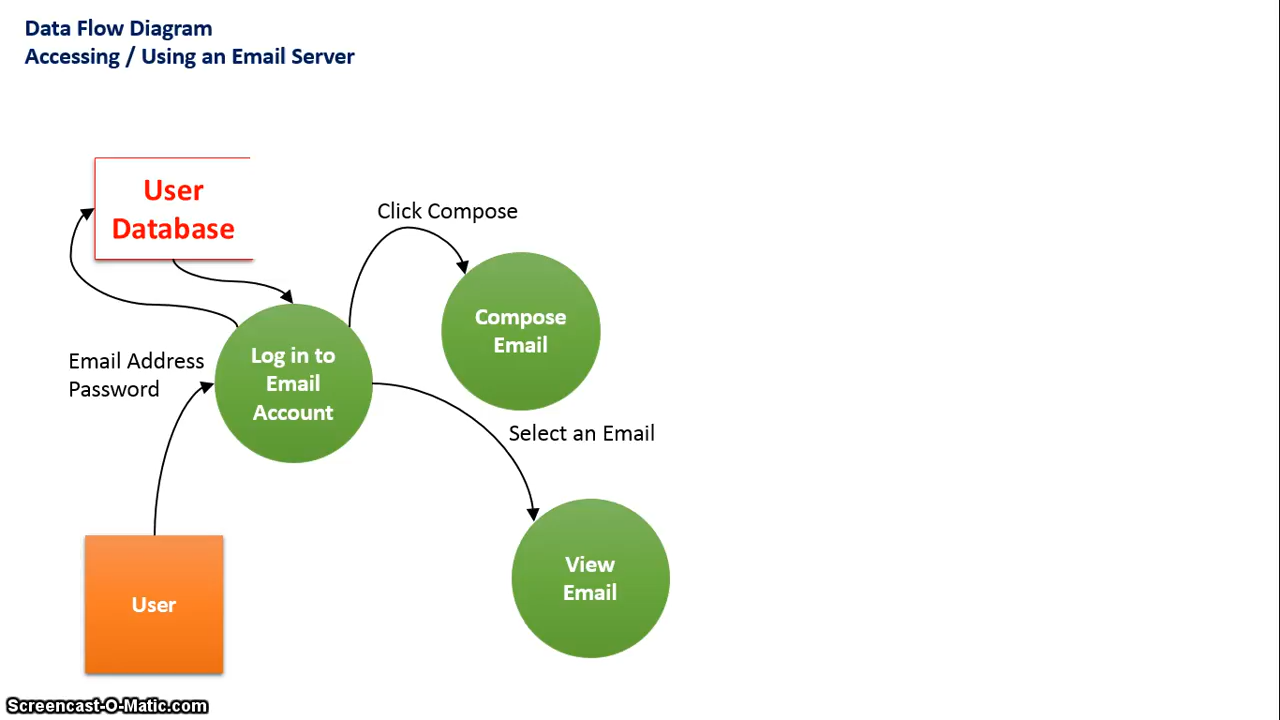 Data Flow Diagram
Accessing / Using an Email Server
User
Database
Click Compose
Compose
Email
Log in to
Email
Account
Email Address
Password
Select an Email
View
Email
User
Screencast-O-Matic.com